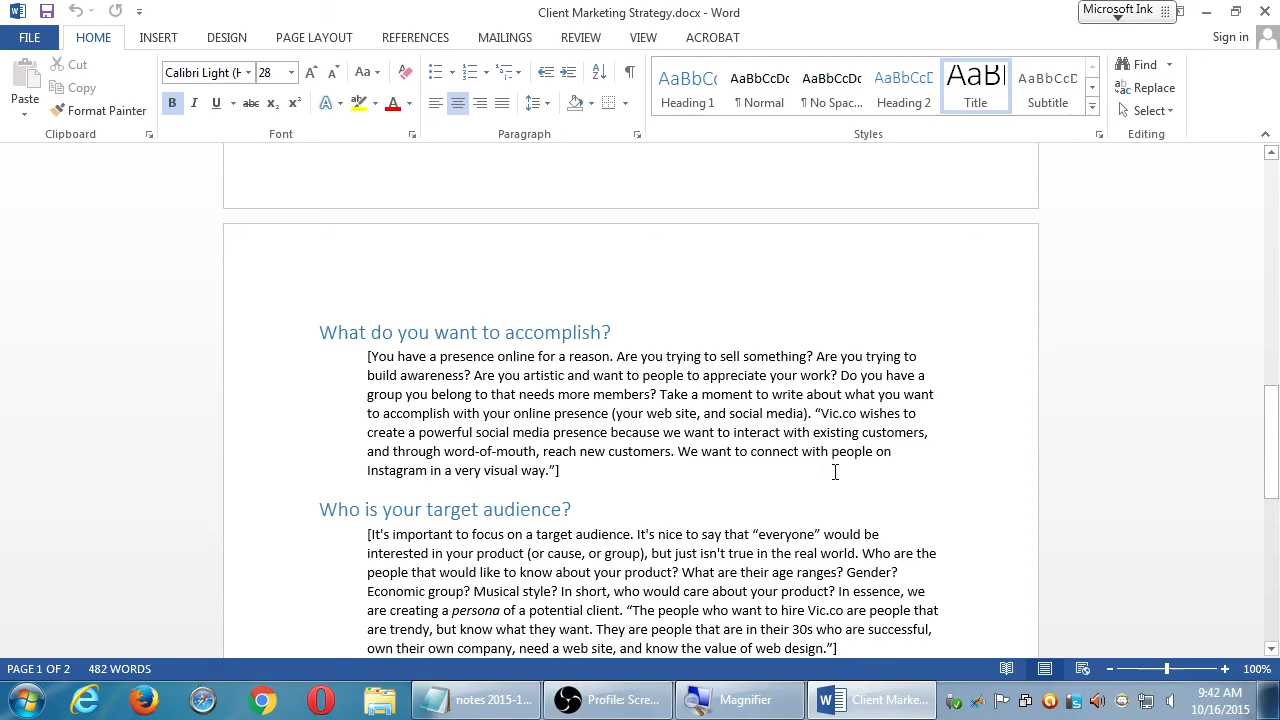 Client Marketing Strategy.docx - Word
Microsoft Ink
FILE HOME INSERT DESIGN PAGE LAYOUT REFERENCES MAILINGS REVIEW VIEW ACROBAT Sign in
Paste
Cut
Copy
Format Painter
Clipboard
Calibri Light (H 28 Aa
B I U abc x₂ x² A A
Font
Paragraph
AaBbCc AaBbCcDc AaBbCcDc AaBbCcD AaB AaBbCcD
Heading 1 ¶ Normal ¶ No Spac... Heading 2 Title Subtitle
Styles
Find
Replace
Select
Editing
What do you want to accomplish?
[You have a presence online for a reason. Are you trying to sell something? Are you trying to
build awareness? Are you artistic and want to people to appreciate your work? Do you have a
group you belong to that needs more members? Take a moment to write about what you want
to accomplish with your online presence (your web site, and social media). “Vic.co wishes to
create a powerful social media presence because we want to interact with existing customers,
and through word-of-mouth, reach new customers. We want to connect with people on
Instagram in a very visual way.”]
Who is your target audience?
[It's important to focus on a target audience. It's nice to say that “everyone” would be
interested in your product (or cause, or group), but just isn't true in the real world. Who are the
people that would like to know about your product? What are their age ranges? Gender?
Economic group? Musical style? In short, who would care about your product? In essence, we
are creating a persona of a potential client. “The people who want to hire Vic.co are people that
are trendy, but know what they want. They are people that are in their 30s who are successful,
own their own company, need a web site, and know the value of web design.”]
PAGE 1 OF 2 482 WORDS 100%
notes 2015-1... Profile: Scre... Magnifier Client Marke...
9:42 AM
10/16/2015